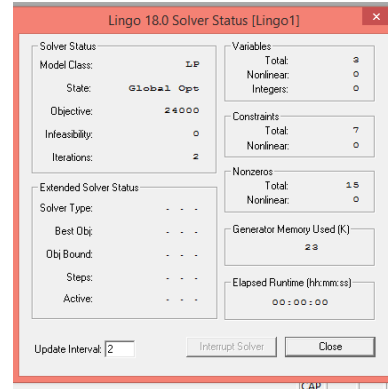 Lingo 18.0 Solver Status [Lingo1]
×
Solver Status
Model Class: LP
State: Global Opt
Objective: 24000
Infeasibility: 0
Iterations: 2
Extended Solver Status
Solver Type: . . .
Best Obj: . . .
Obj Bound: . . .
Steps: . . .
Active: . . .
Variables
Total: 3
Nonlinear: 0
Integers: 0
Constraints
Total: 7
Nonlinear: 0
Nonzeros
Total: 15
Nonlinear: 0
Generator Memory Used (K)
23
Elapsed Runtime (hh:mm:ss)
00:00:00
Update Interval: 2
Interrupt Solver
Close
CAP